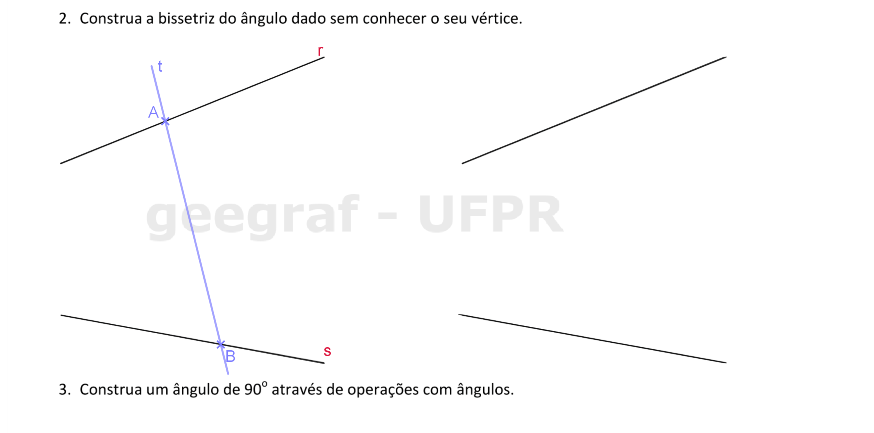 2. Construa a bissetriz do ângulo dado sem conhecer o seu vértice.
r
t
A
geegraf - UFPR
s
B
3. Construa um ângulo de 90º através de operações com ângulos.